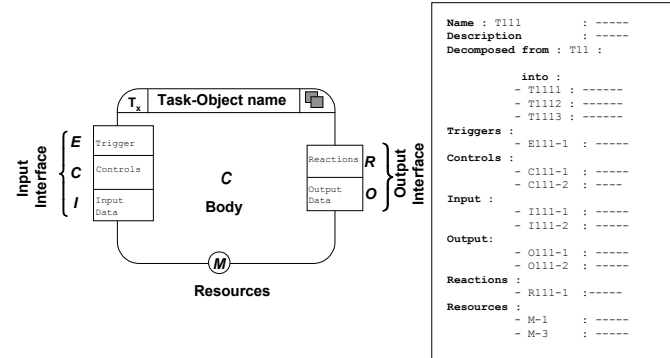 Tx Task-Object name
Input Interface
E Trigger
C Controls
I Input Data
C
Body
Reactions R
Output Data O
Output Interface
M
Resources
Name : T111 : -----
Description : -----
Decomposed from : T11 :
into :
- T1111 : -----
- T1112 : -----
- T1113 : -----
Triggers :
- E111-1 : -----
Controls :
- C111-1 : -----
- C111-2 : ----
Input :
- I111-1 : -----
- I111-2 : -----
Output:
- O111-1 : -----
- O111-2 : -----
Reactions :
- R111-1 :-----
Resources :
- M-1 : -----
- M-3 : -----